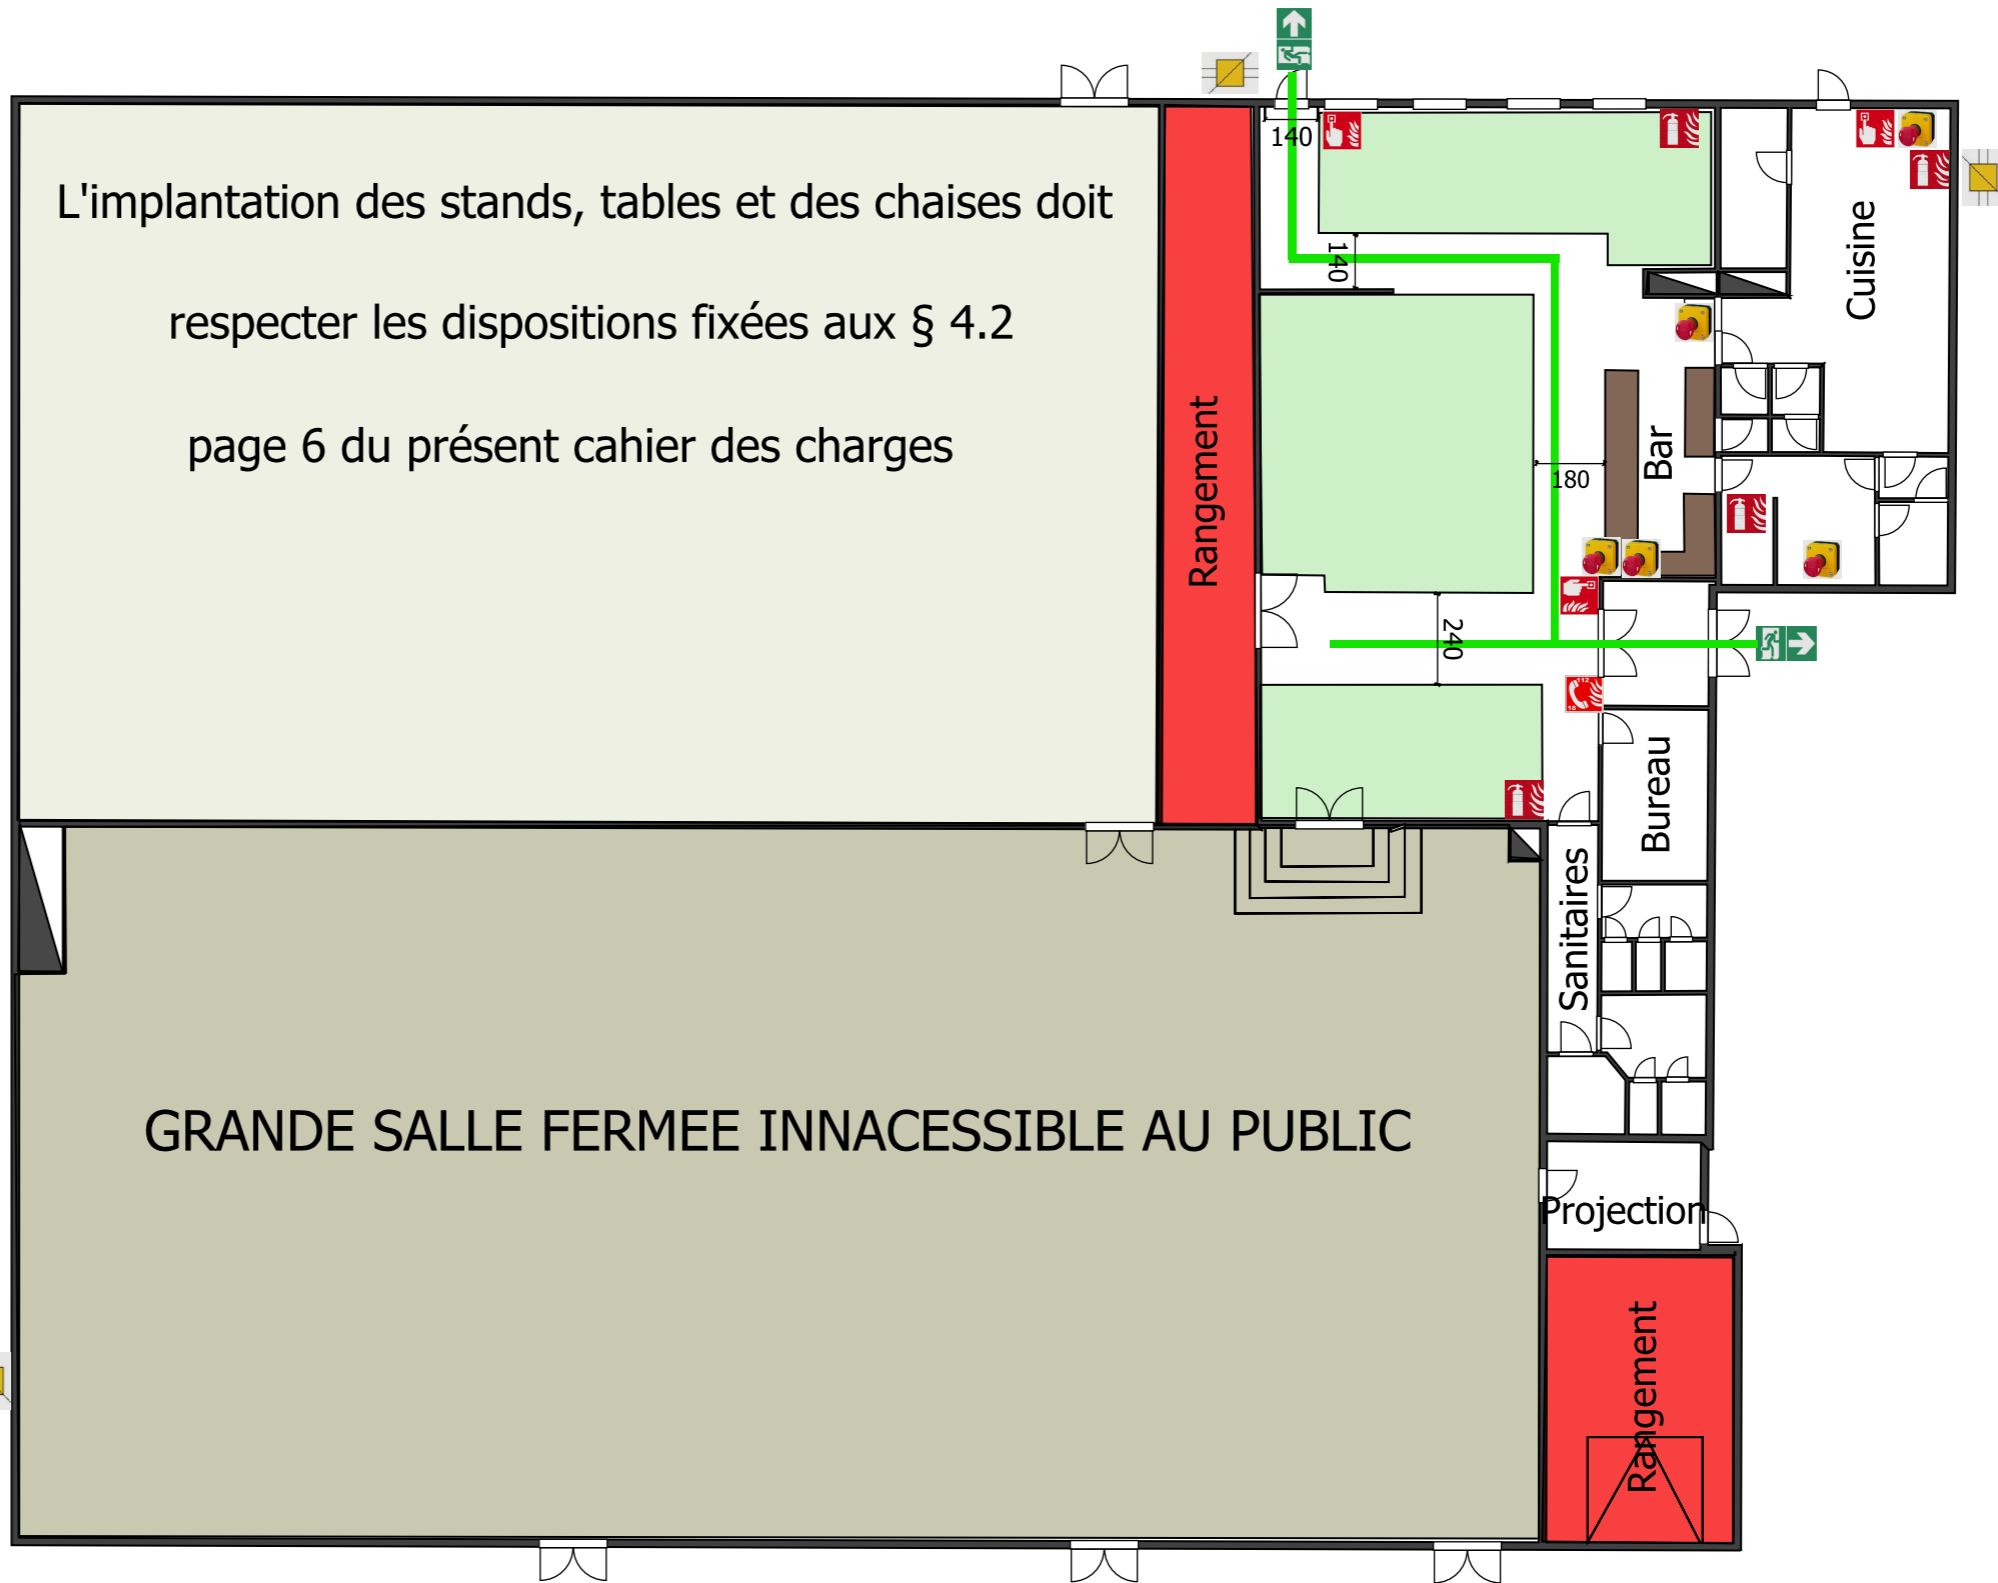 L'implantation des stands, tables et des chaises doit
respecter les dispositions fixées aux § 4.2
page 6 du présent cahier des charges
Rangement
140
140
180
240
Cuisine
Bar
112
18
Bureau
Sanitaires
GRANDE SALLE FERMEE INNACESSIBLE AU PUBLIC
Projection
Rangement